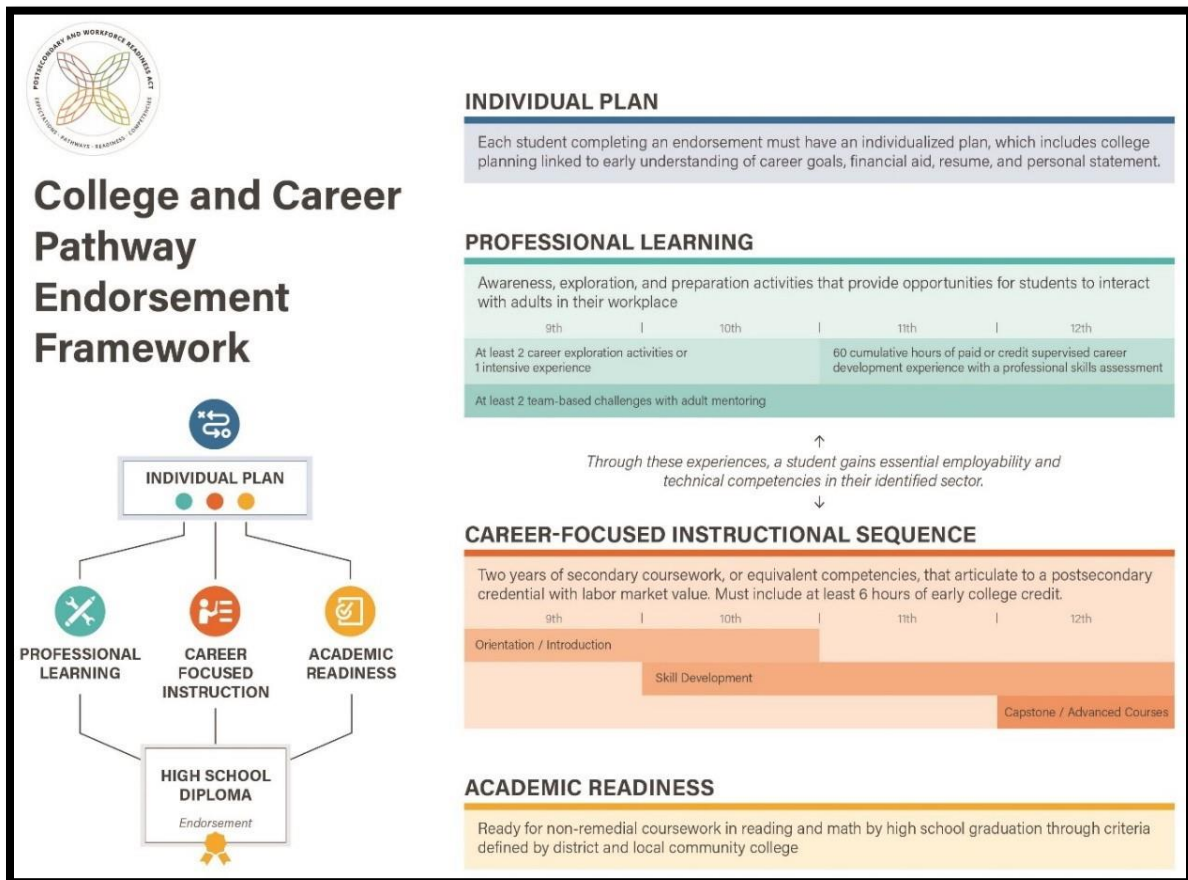 POSTSECONDARY AND WORKFORCE READINESS ACT
EXPECTATIONS · PATHWAYS · READINESS · COMPETENCIES
College and Career
Pathway
Endorsement
Framework
INDIVIDUAL PLAN
PROFESSIONAL
LEARNING
CAREER
FOCUSED
INSTRUCTION
ACADEMIC
READINESS
HIGH SCHOOL
DIPLOMA
Endorsement
INDIVIDUAL PLAN
Each student completing an endorsement must have an individualized plan, which includes college
planning linked to early understanding of career goals, financial aid, resume, and personal statement.
PROFESSIONAL LEARNING
Awareness, exploration, and preparation activities that provide opportunities for students to interact
with adults in their workplace
9th | 10th | 11th | 12th
At least 2 career exploration activities or
1 intensive experience
60 cumulative hours of paid or credit supervised career
development experience with a professional skills assessment
At least 2 team-based challenges with adult mentoring
Through these experiences, a student gains essential employability and
technical competencies in their identified sector.
CAREER-FOCUSED INSTRUCTIONAL SEQUENCE
Two years of secondary coursework, or equivalent competencies, that articulate to a postsecondary
credential with labor market value. Must include at least 6 hours of early college credit.
9th | 10th | 11th | 12th
Orientation / Introduction
Skill Development
Capstone / Advanced Courses
ACADEMIC READINESS
Ready for non-remedial coursework in reading and math by high school graduation through criteria
defined by district and local community college